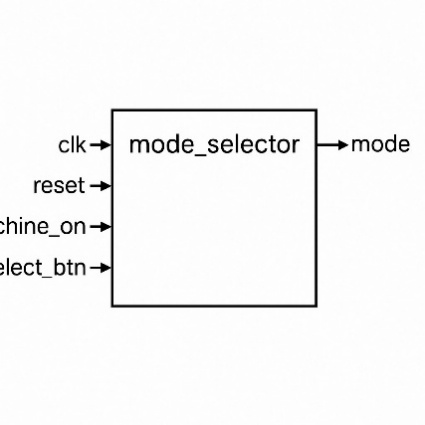 mode_selector
clk
reset
chine_on
elect_btn
mode